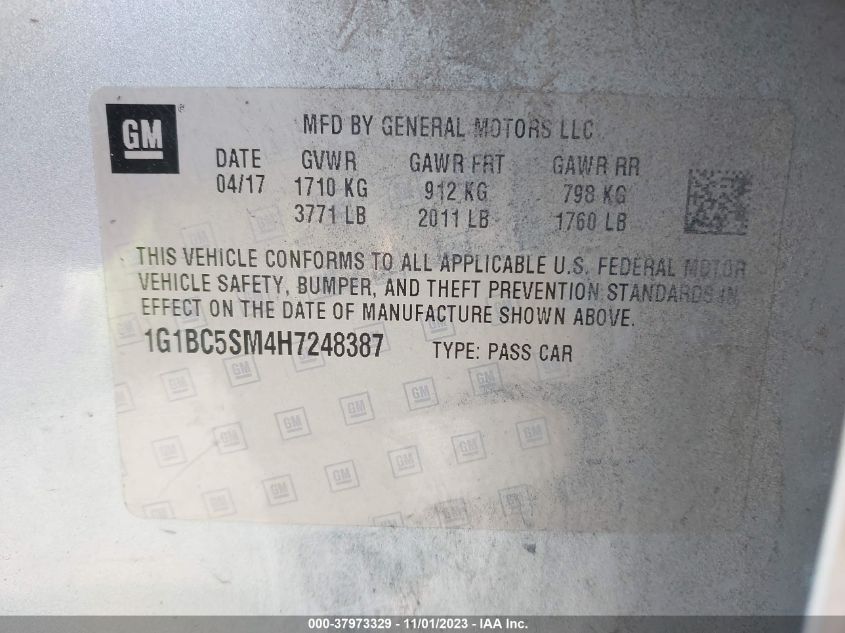 GM®
MFD BY GENERAL MOTORS LLC
DATE GVWR GAWR FRT GAWR RR
04/17 1710 KG 912 KG 798 KG
3771 LB 2011 LB 1760 LB
THIS VEHICLE CONFORMS TO ALL APPLICABLE U.S. FEDERAL MOTOR
VEHICLE SAFETY, BUMPER, AND THEFT PREVENTION STANDARDS IN
EFFECT ON THE DATE OF MANUFACTURE SHOWN ABOVE.
1G1BC5SM4H7248387 TYPE: PASS CAR
000-37973329 - 11/01/2023 - IAA Inc.